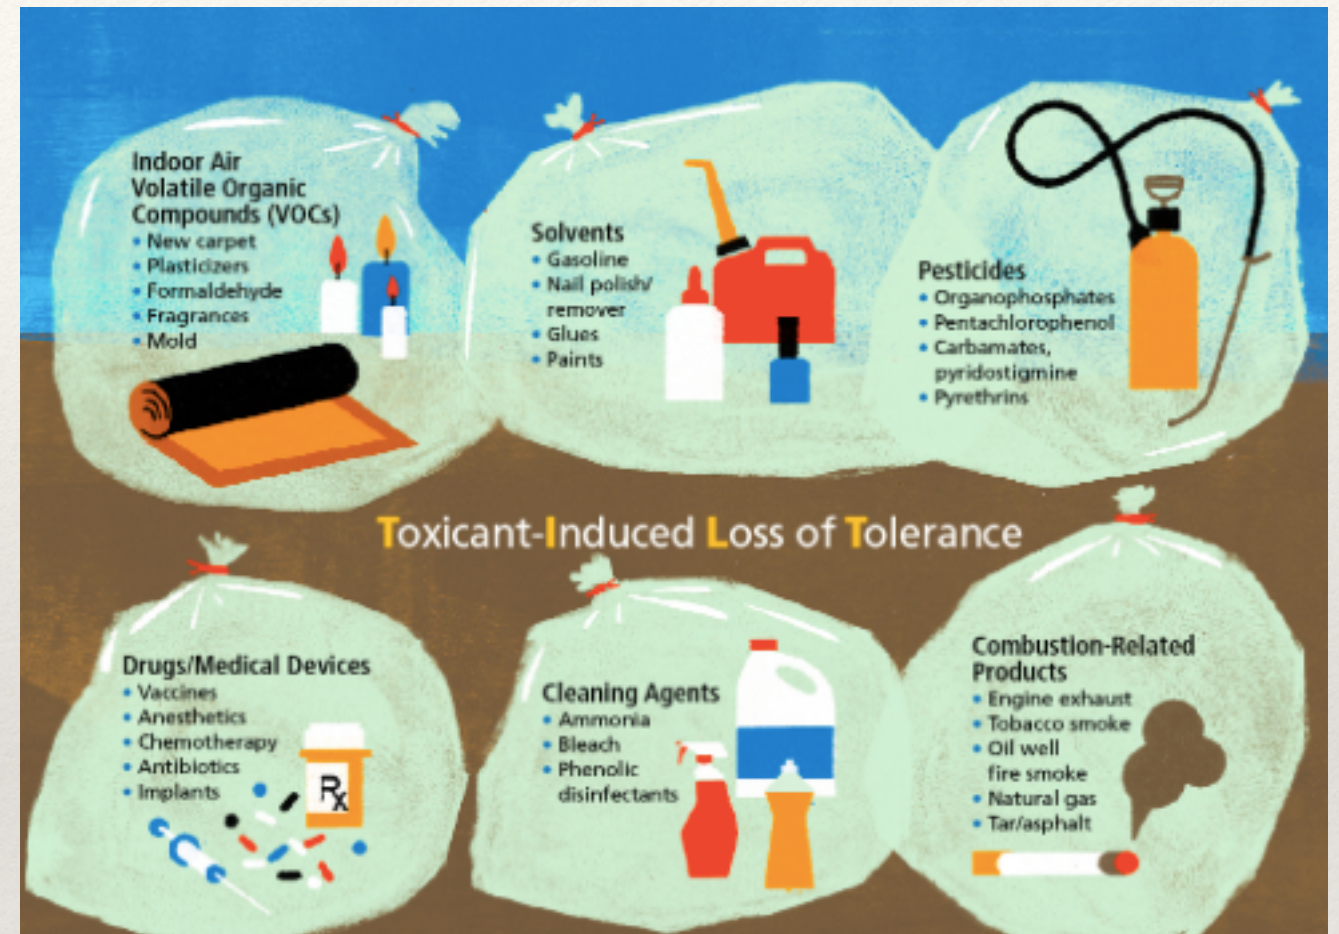 Indoor Air
Volatile Organic
Compounds (VOCs)
• New carpet
• Plasticizers
• Formaldehyde
• Fragrances
• Mold
Solvents
• Gasoline
• Nail polish/
remover
• Glues
• Paints
Pesticides
• Organophosphates
• Pentachlorophenol
• Carbamates,
pyridostigmine
• Pyrethrins
Toxicant-Induced Loss of Tolerance
Drugs/Medical Devices
• Vaccines
• Anesthetics
• Chemotherapy
• Antibiotics
• Implants
Rx
Cleaning Agents
• Ammonia
• Bleach
• Phenolic
disinfectants
Combustion-Related
Products
• Engine exhaust
• Tobacco smoke
• Oil well
fire smoke
• Natural gas
• Tar/asphalt